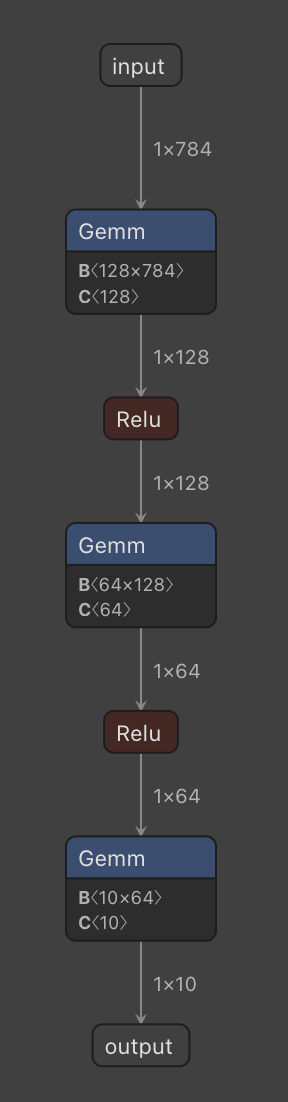 input
1×784
Gemm
B⟨128×784⟩
C⟨128⟩
1×128
Relu
1×128
Gemm
B⟨64×128⟩
C⟨64⟩
1×64
Relu
1×64
Gemm
B⟨10×64⟩
C⟨10⟩
1×10
output